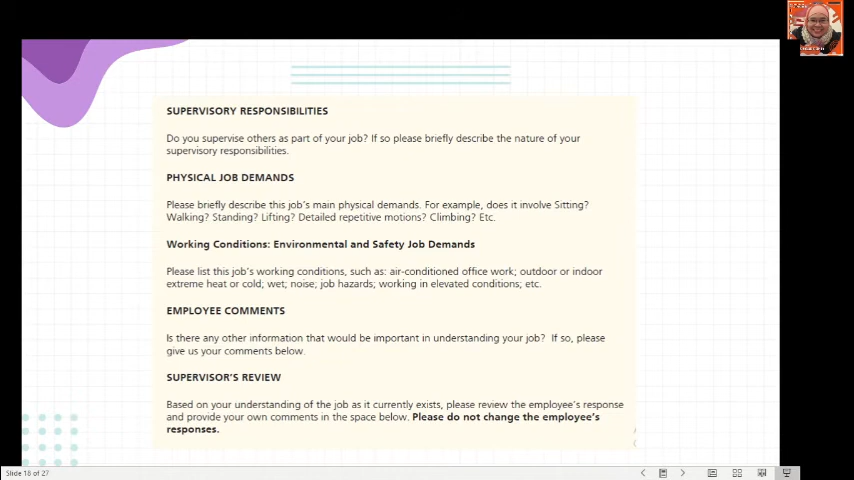 SUPERVISORY RESPONSIBILITIES
Do you supervise others as part of your job? If so please briefly describe the nature of your
supervisory responsibilities.
PHYSICAL JOB DEMANDS
Please briefly describe this job's main physical demands. For example, does it involve Sitting?
Walking? Standing? Lifting? Detailed repetitive motions? Climbing? Etc.
Working Conditions: Environmental and Safety Job Demands
Please list this job's working conditions, such as: air-conditioned office work; outdoor or indoor
extreme heat or cold; wet; noise; job hazards; working in elevated conditions; etc.
EMPLOYEE COMMENTS
Is there any other information that would be important in understanding your job? If so, please
give us your comments below.
SUPERVISOR'S REVIEW
Based on your understanding of the job as it currently exists, please review the employee's response
and provide your own comments in the space below. Please do not change the employee's
responses.
Slide 18 of 27